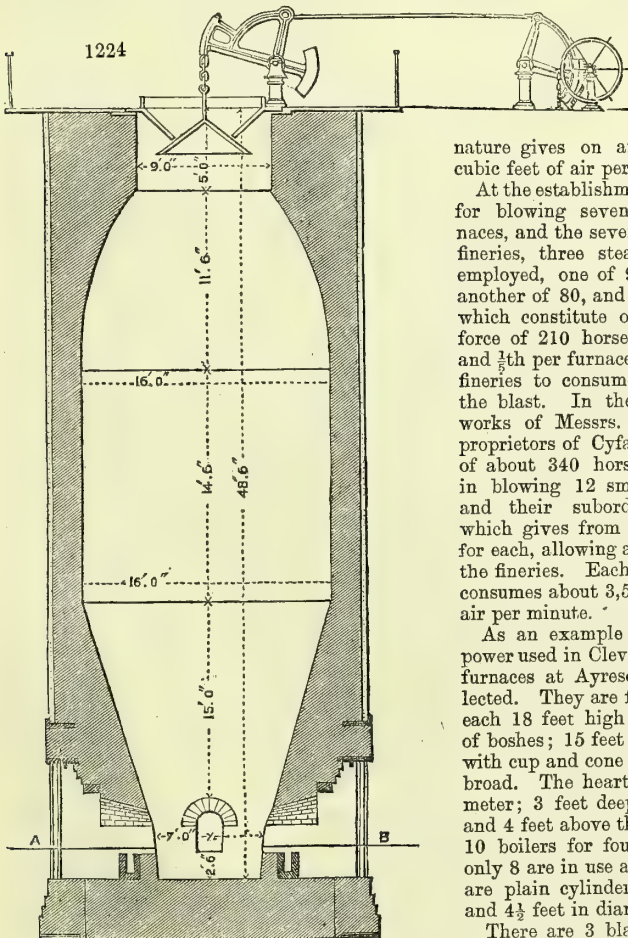 1224
9'.0"
5'.0"
11'.6"
16'.0"
14'.6"
48'.6"
16'.0"
15'.0"
A
7'.0"
B
2'.6"
nature gives on a
cubic feet of air per
At the establishm
for blowing seven
naces, and the seve
fineries, three stea
employed, one of 9
another of 80, and
which constitute o
force of 210 horse
and ⅕th per furnace
fineries to consum
the blast. In the
works of Messrs.
proprietors of Cyfa
of about 340 hors
in blowing 12 sm
and their subord
which gives from
for each, allowing a
the fineries. Each
consumes about 3,5
air per minute.
As an example
power used in Clev
furnaces at Ayres
lected. They are f
each 18 feet high
of boshes; 15 feet
with cup and cone
broad. The heart
meter; 3 feet deep
and 4 feet above th
10 boilers for fou
only 8 are in use a
are plain cylinder
and 4½ feet in diam
There are 3 bla